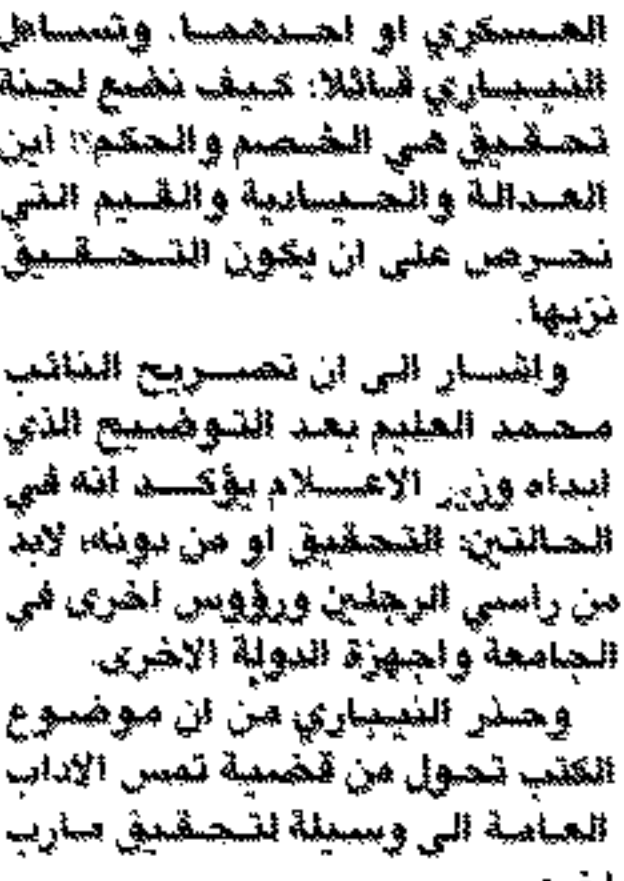 العسكري او احدهما. وتساءل
النيباري قائلا: كيف نضع لجنة
تحقيق هي الخصم والحكم؟! اين
العدالة والحيادية والقيم التي
نحرص على ان يكون التحقيق
نزيها.
واشار الى ان تصريح النائب
محمد العليم بعد التوضيح الذي
ابداه وزير الاعلام يؤكد انه في
الحالتين: التحقيق او من دونه، لابد
من راسي الرجلين ورؤوس اخرى في
الجامعة واجهزة الدولة الاخرى.
وحذر النيباري من ان موضوع
الكتب تحول من قضية تمس الآداب
العامة الى وسيلة لتحقيق مارب